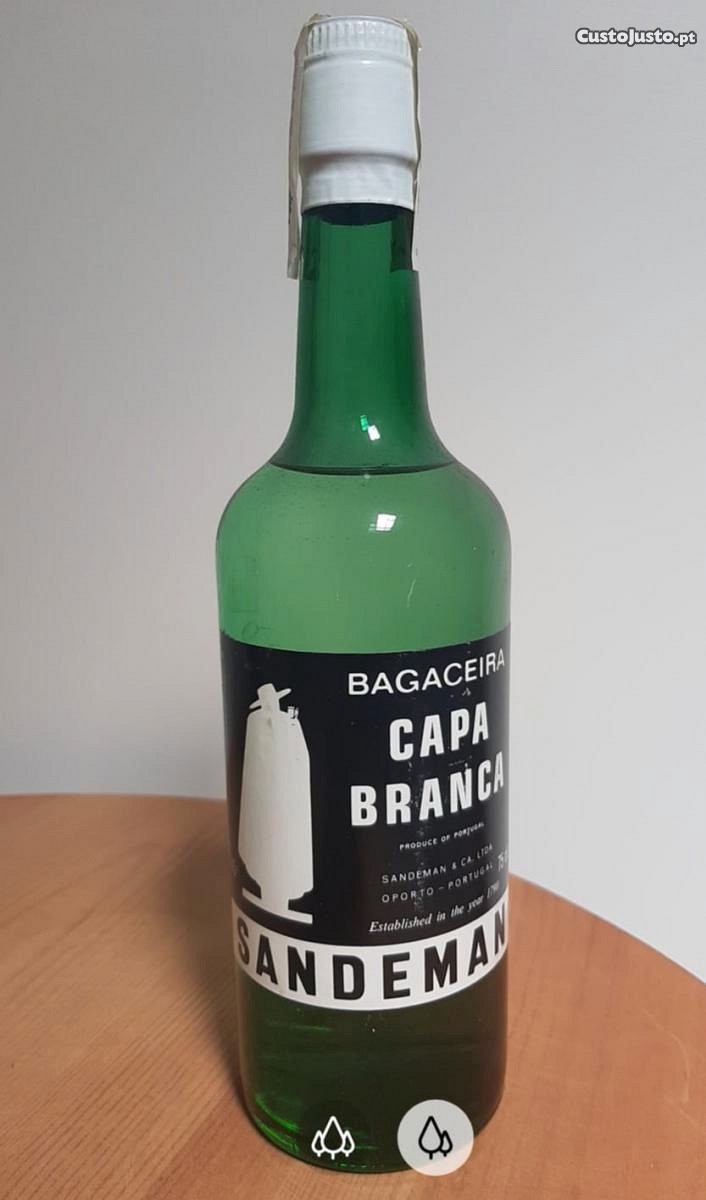 CustoJusto.pt
BAGACEIRA
CAPA
BRANCA
PRODUCE OF PORTUGAL
SANDEMAN & CA. LTDA
OPORTO - PORTUGAL 75
Established in the year 1790
SANDEMAN